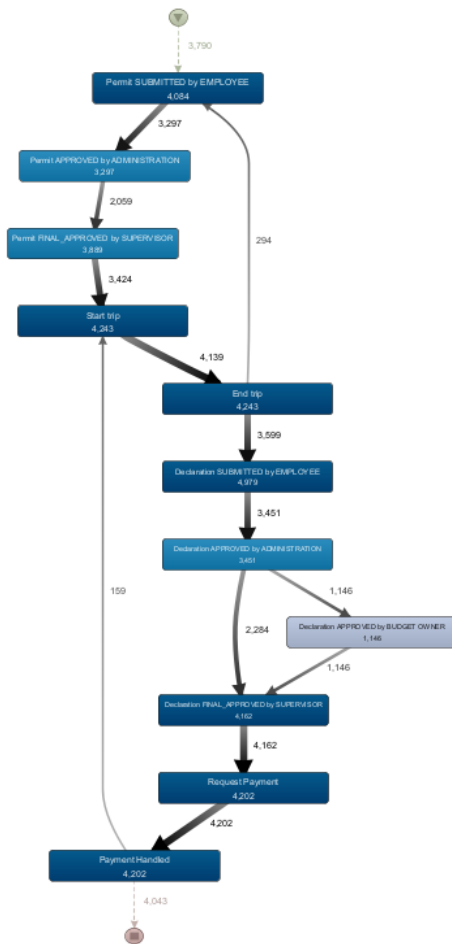 3,790
Permit SUBMITTED by EMPLOYEE
4,084
3,297
Permit APPROVED by ADMINISTRATION
3,297
2,059
294
Permit FINAL_APPROVED by SUPERVISOR
3,889
3,424
Start trip
4,243
4,139
End trip
4,243
3,599
Declaration SUBMITTED by EMPLOYEE
4,979
3,451
Declaration APPROVED by ADMINISTRATION
3,451
159
1,146
2,284
Declaration APPROVED by BUDGET OWNER
1,146
1,146
Declaration FINAL_APPROVED by SUPERVISOR
4,162
4,162
Request Payment
4,202
4,202
Payment Handled
4,202
4,043